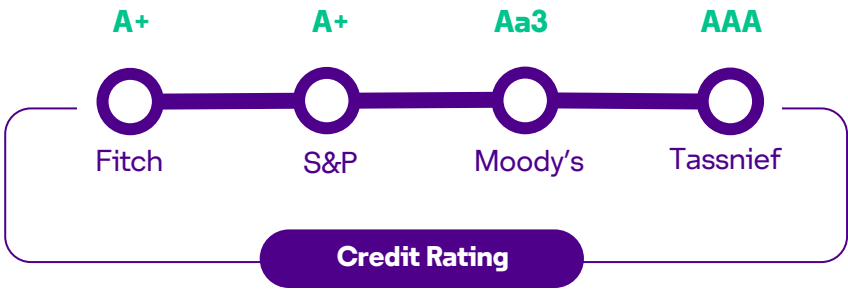 A+ A+ Aa3 AAA
Fitch S&P Moody’s Tassnief
Credit Rating